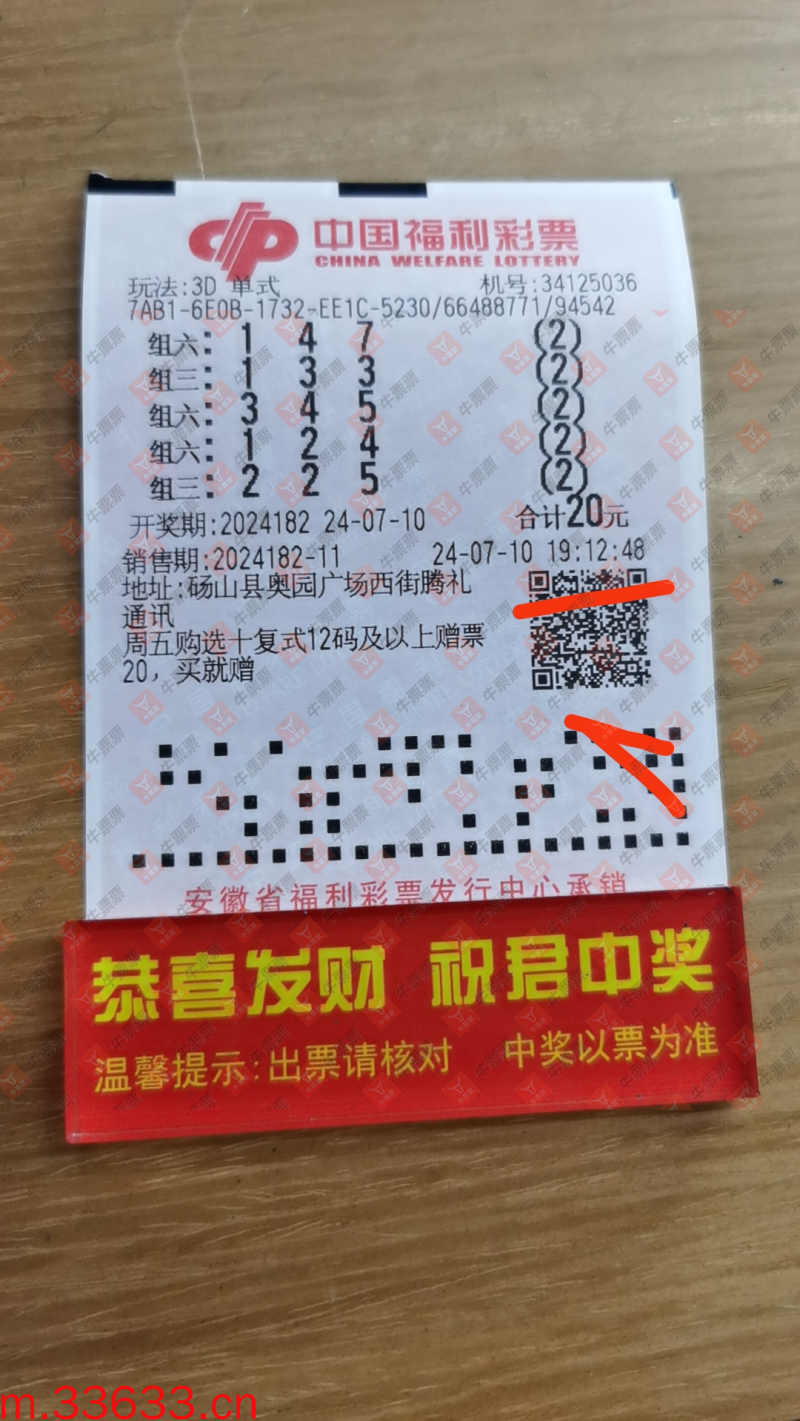 中国福利彩票
CHINA WELFARE LOTTERY
玩法:3D 单式 机号:34125036
7AB1-6E0B-1732-EE1C-5230/66488771/94542
组六: 1 4 7 (2)
组三: 1 3 3 (2)
组六: 3 4 5 (2)
组六: 1 2 4 (2)
组三: 2 2 5 (2)
开奖期:2024182 24-07-10 合计20元
销售期:2024182-11 24-07-10 19:12:48
地址:砀山县奥园广场西街腾礼
通讯
周五购选十复式12码及以上赠票
20，买就赠
安徽省福利彩票发行中心承销
恭喜发财 祝君中奖
温馨提示:出票请核对 中奖以票为准
m.33633.cn
牛票票